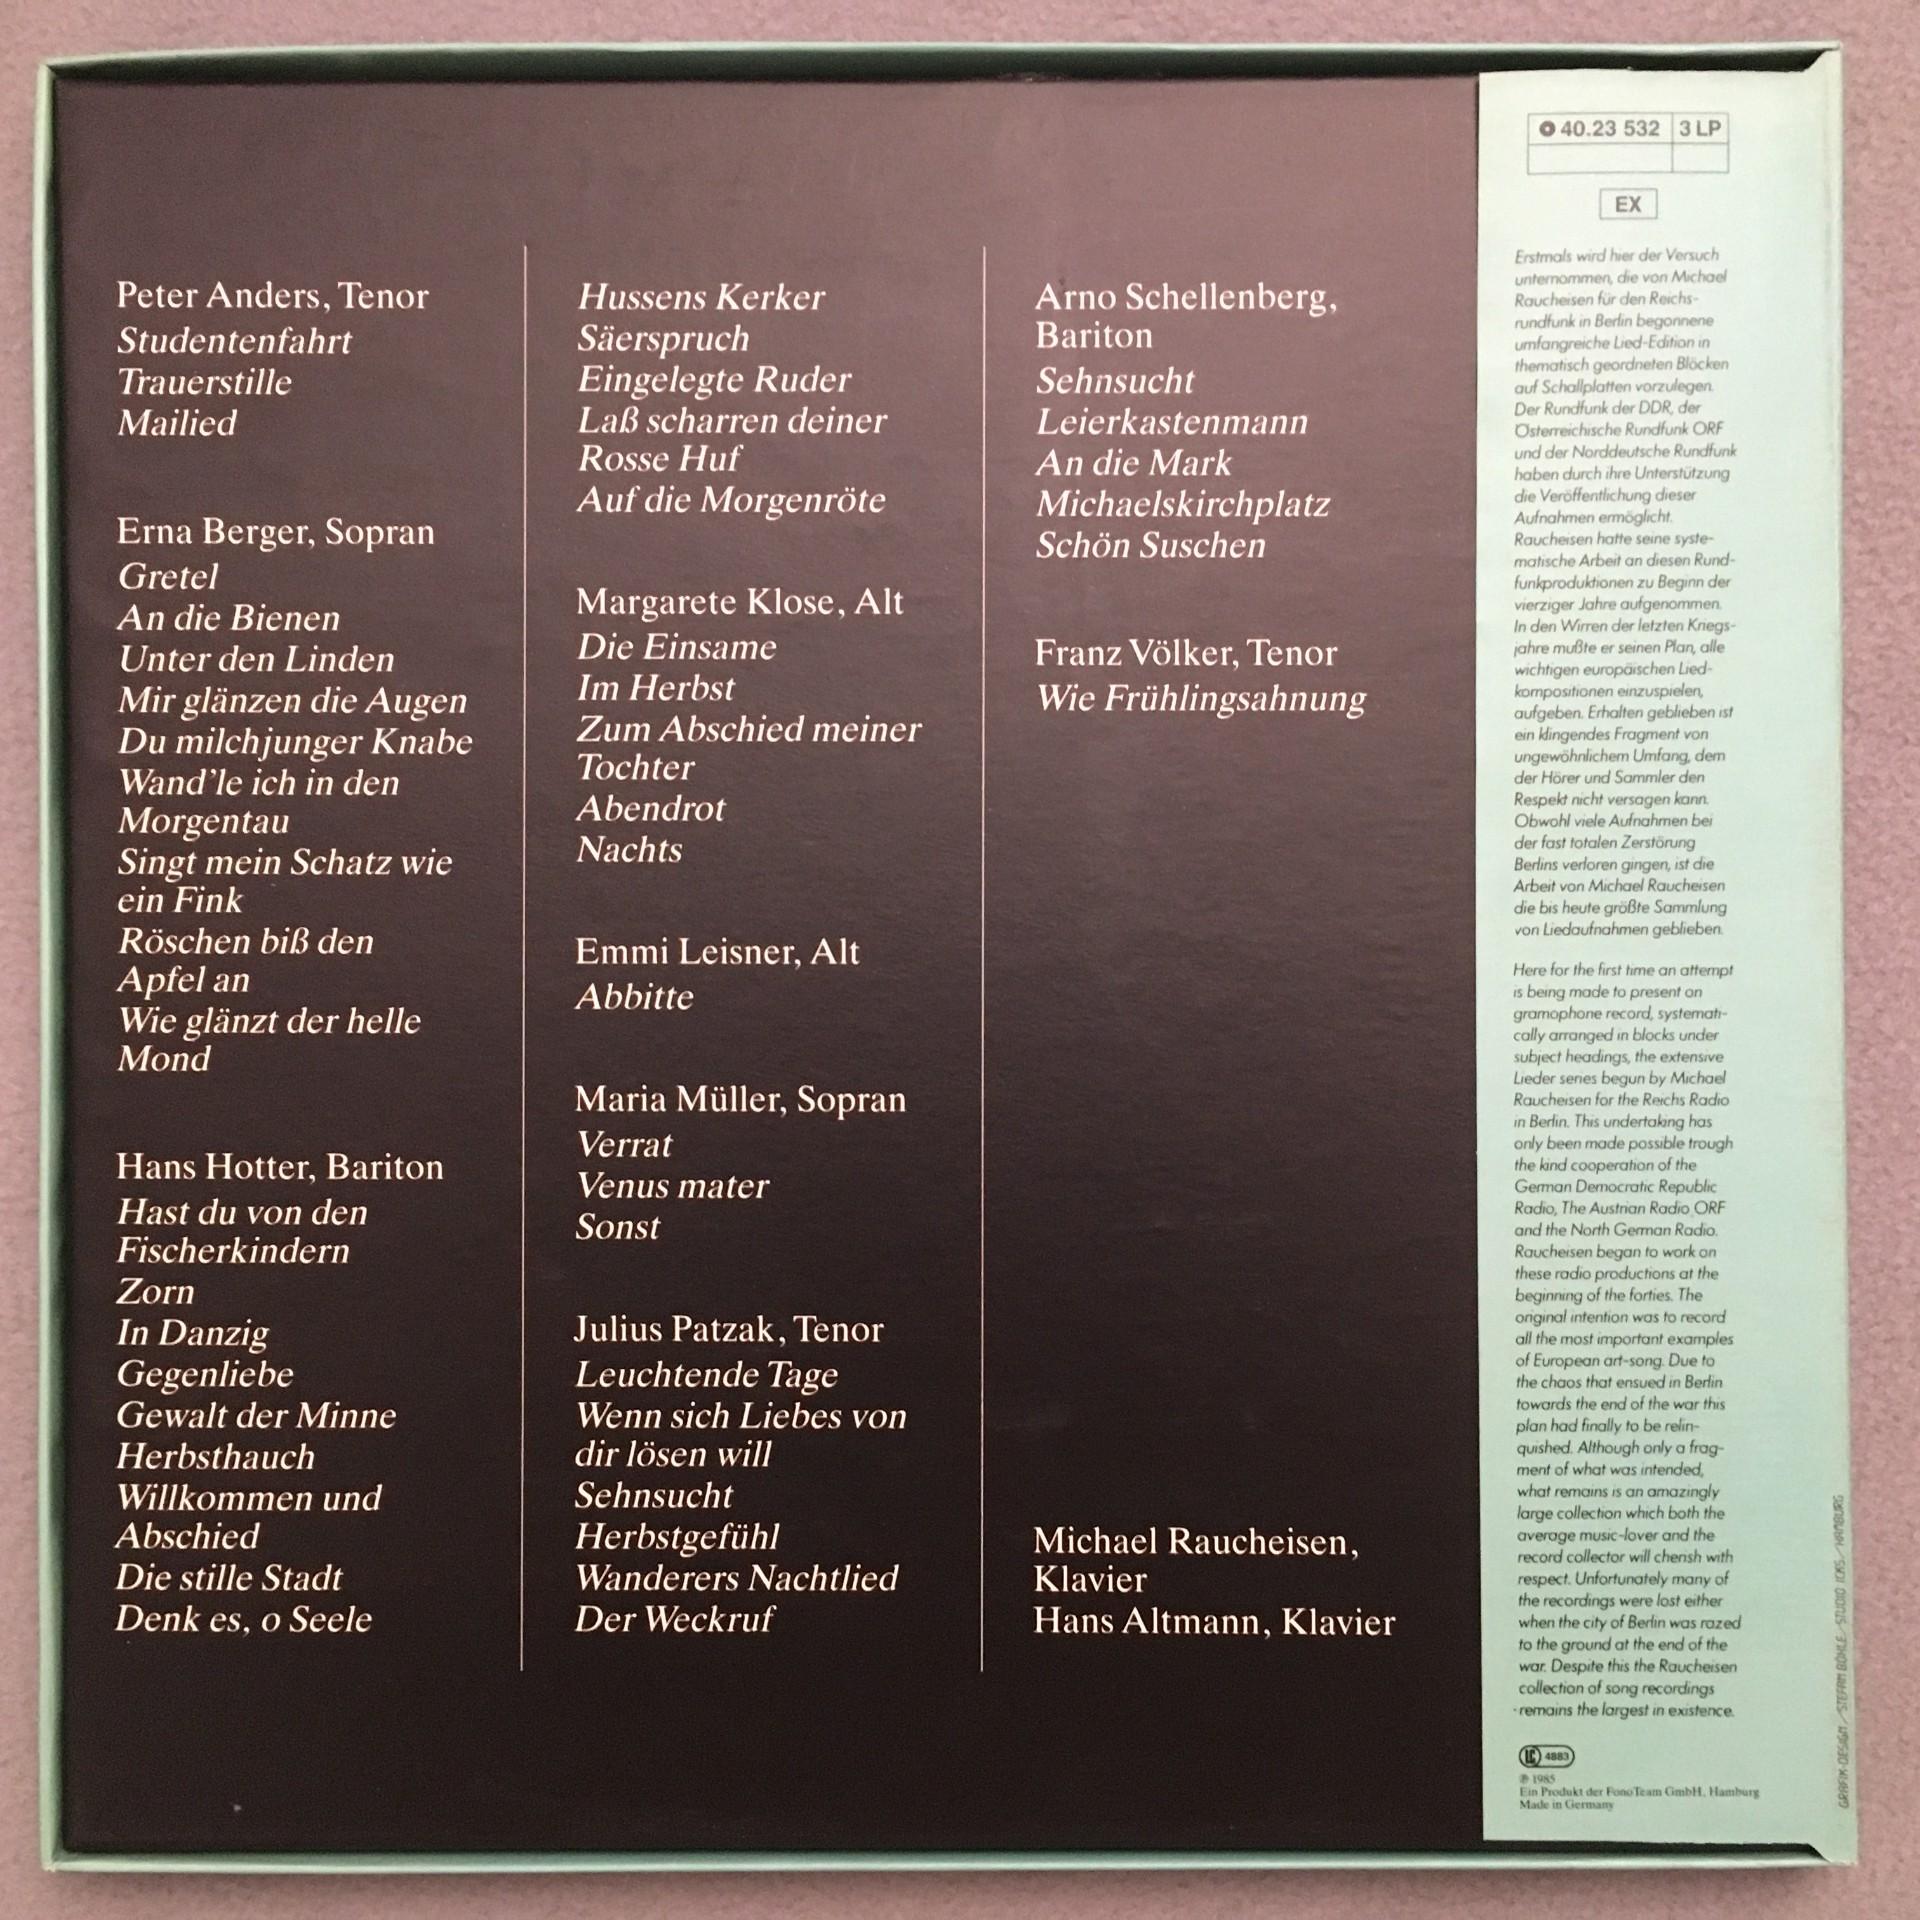 Peter Anders, Tenor
Studentenfahrt
Trauerstille
Mailied
Erna Berger, Sopran
Gretel
An die Bienen
Unter den Linden
Mir glänzen die Augen
Du milchjunger Knabe
Wand'le ich in den
Morgentau
Singt mein Schatz wie
ein Fink
Röschen biß den
Apfel an
Wie glänzt der helle
Mond
Hans Hotter, Bariton
Hast du von den
Fischerkindern
Zorn
In Danzig
Gegenliebe
Gewalt der Minne
Herbsthauch
Willkommen und
Abschied
Die stille Stadt
Denk es, o Seele
Hussens Kerker
Säerspruch
Eingelegte Ruder
Laß scharren deiner
Rosse Huf
Auf die Morgenröte
Margarete Klose, Alt
Die Einsame
Im Herbst
Zum Abschied meiner
Tochter
Abendrot
Nachts
Emmi Leisner, Alt
Abbitte
Maria Müller, Sopran
Verrat
Venus mater
Sonst
Julius Patzak, Tenor
Leuchtende Tage
Wenn sich Liebes von
dir lösen will
Sehnsucht
Herbstgefühl
Wanderers Nachtlied
Der Weckruf
Arno Schellenberg,
Bariton
Sehnsucht
Leierkastenmann
An die Mark
Michaelskirchplatz
Schön Suschen
Franz Völker, Tenor
Wie Frühlingsahnung
Michael Raucheisen,
Klavier
Hans Altmann, Klavier
40.23 532 3 LP
EX
Erstmals wird hier der Versuch
unternommen, die von Michael
Raucheisen für den Reichs-
rundfunk in Berlin begonnene
umfangreiche Lied-Edition in
thematisch geordneten Blöcken
auf Schallplatten vorzulegen.
Der Rundfunk der DDR, der
Österreichische Rundfunk ORF
und der Norddeutsche Rundfunk
haben durch ihre Unterstützung
die Veröffentlichung dieser
Aufnahmen ermöglicht.
Raucheisen hatte seine syste-
matische Arbeit an diesen Rund-
funkproduktionen zu Beginn der
vierziger Jahre aufgenommen.
In den Wirren der letzten Kriegs-
jahre mußte er seinen Plan, alle
wichtigen europäischen Lied-
kompositionen einzuspielen,
aufgeben. Erhalten geblieben ist
ein klingendes Fragment von
ungewöhnlichem Umfang, dem
der Hörer und Sammler den
Respekt nicht versagen kann.
Obwohl viele Aufnahmen bei
der fast totalen Zerstörung
Berlins verloren gingen, ist die
Arbeit von Michael Raucheisen
die bis heute größte Sammlung
von Liedaufnahmen geblieben.
Here for the first time an attempt
is being made to present on
gramophone record, systemati-
cally arranged in blocks under
subject headings, the extensive
Lieder series begun by Michael
Raucheisen for the Reichs Radio
in Berlin. This undertaking has
only been made possible trough
the kind cooperation of the
German Democratic Republic
Radio, The Austrian Radio ORF
and the North German Radio.
Raucheisen began to work on
these radio productions at the
beginning of the forties. The
original intention was to record
all the most important examples
of European art-song. Due to
the chaos that ensued in Berlin
towards the end of the war this
plan had finally to be relin-
quished. Although only a frag-
ment of what was intended,
what remains is an amazingly
large collection which both the
average music-lover and the
record collector will cherish with
respect. Unfortunately many of
the recordings were lost either
when the city of Berlin was razed
to the ground at the end of the
war. Despite this the Raucheisen
collection of song recordings
remains the largest in existence.
LC 4883
℗ 1985
Ein Produkt der FonoTeam GmbH, Hamburg
Made in Germany
GRAFIK-DESIGN / STEFAN BÖHLE / STUDIO ICKS / HAMBURG